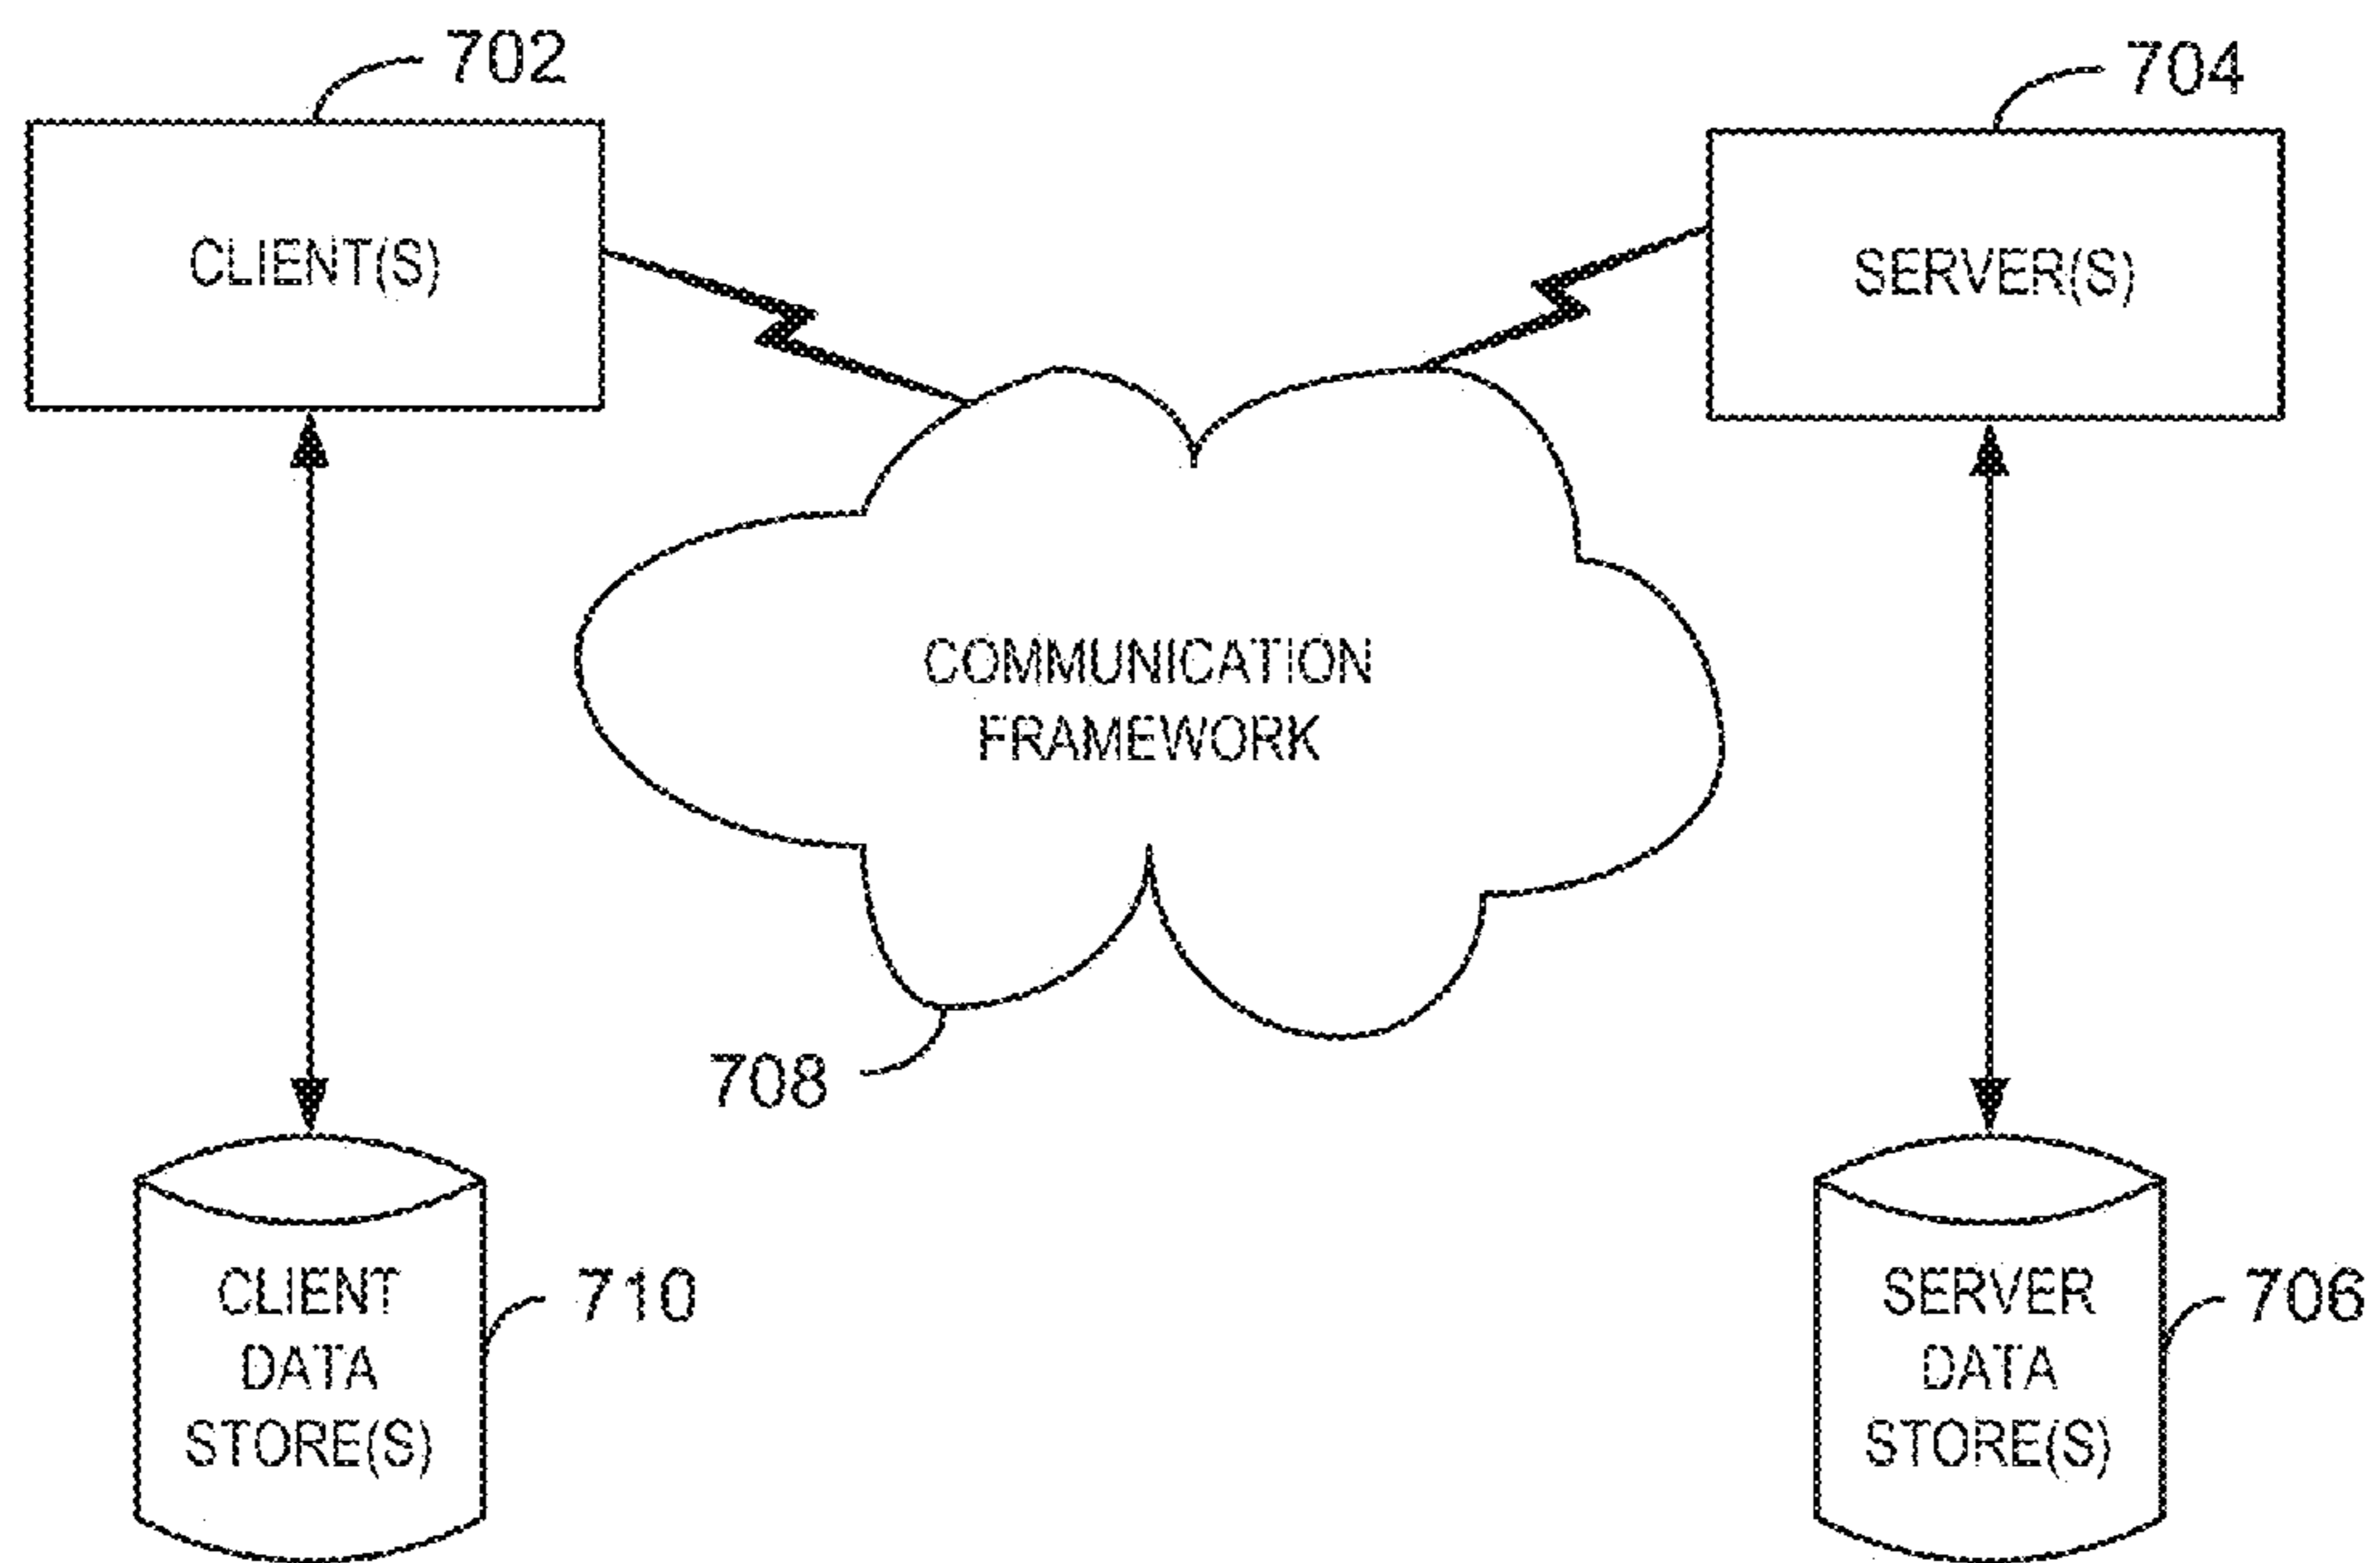 702
704
CLIENT(S)
SERVER(S)
COMMUNICATION
FRAMEWORK
708
CLIENT
DATA
STORE(S)
710
SERVER
DATA
STORE(S)
706